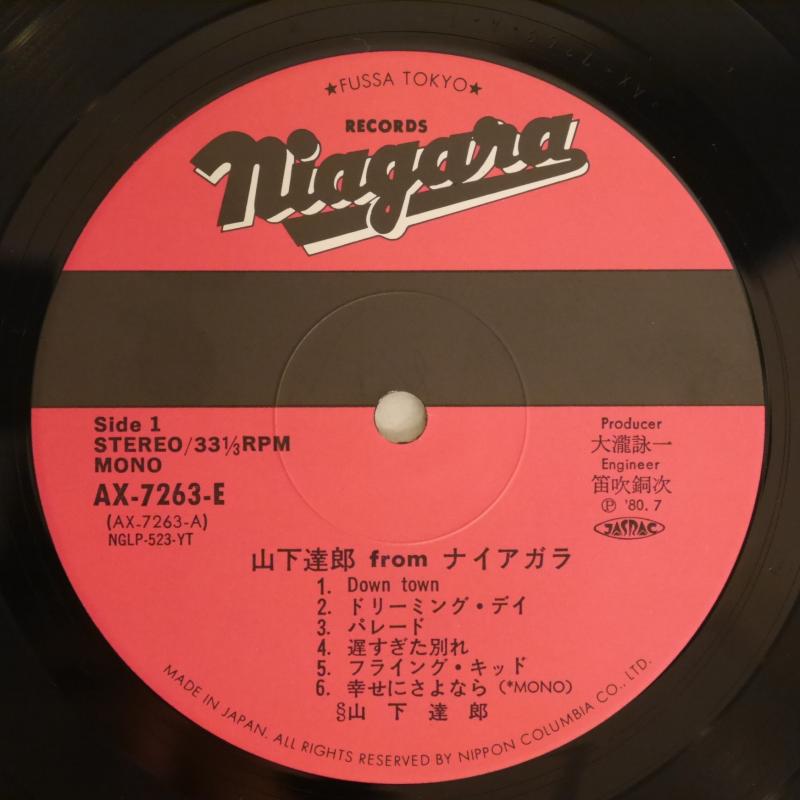 ★FUSSA TOKYO★
RECORDS
Niagara
Side 1
STEREO/33⅓RPM
MONO
AX-7263-E
(AX-7263-A)
NGLP-523-YT
Producer
大瀧詠一
Engineer
笛吹銅次
Ⓟ '80. 7
JASRAC
山下達郎 from ナイアガラ
1. Down town
2. ドリーミング・デイ
3. パレード
4. 遅すぎた別れ
5. フライング・キッド
6. 幸せにさよなら (*MONO)
§山下達郎
MADE IN JAPAN. ALL RIGHTS RESERVED BY NIPPON COLUMBIA CO., LTD.